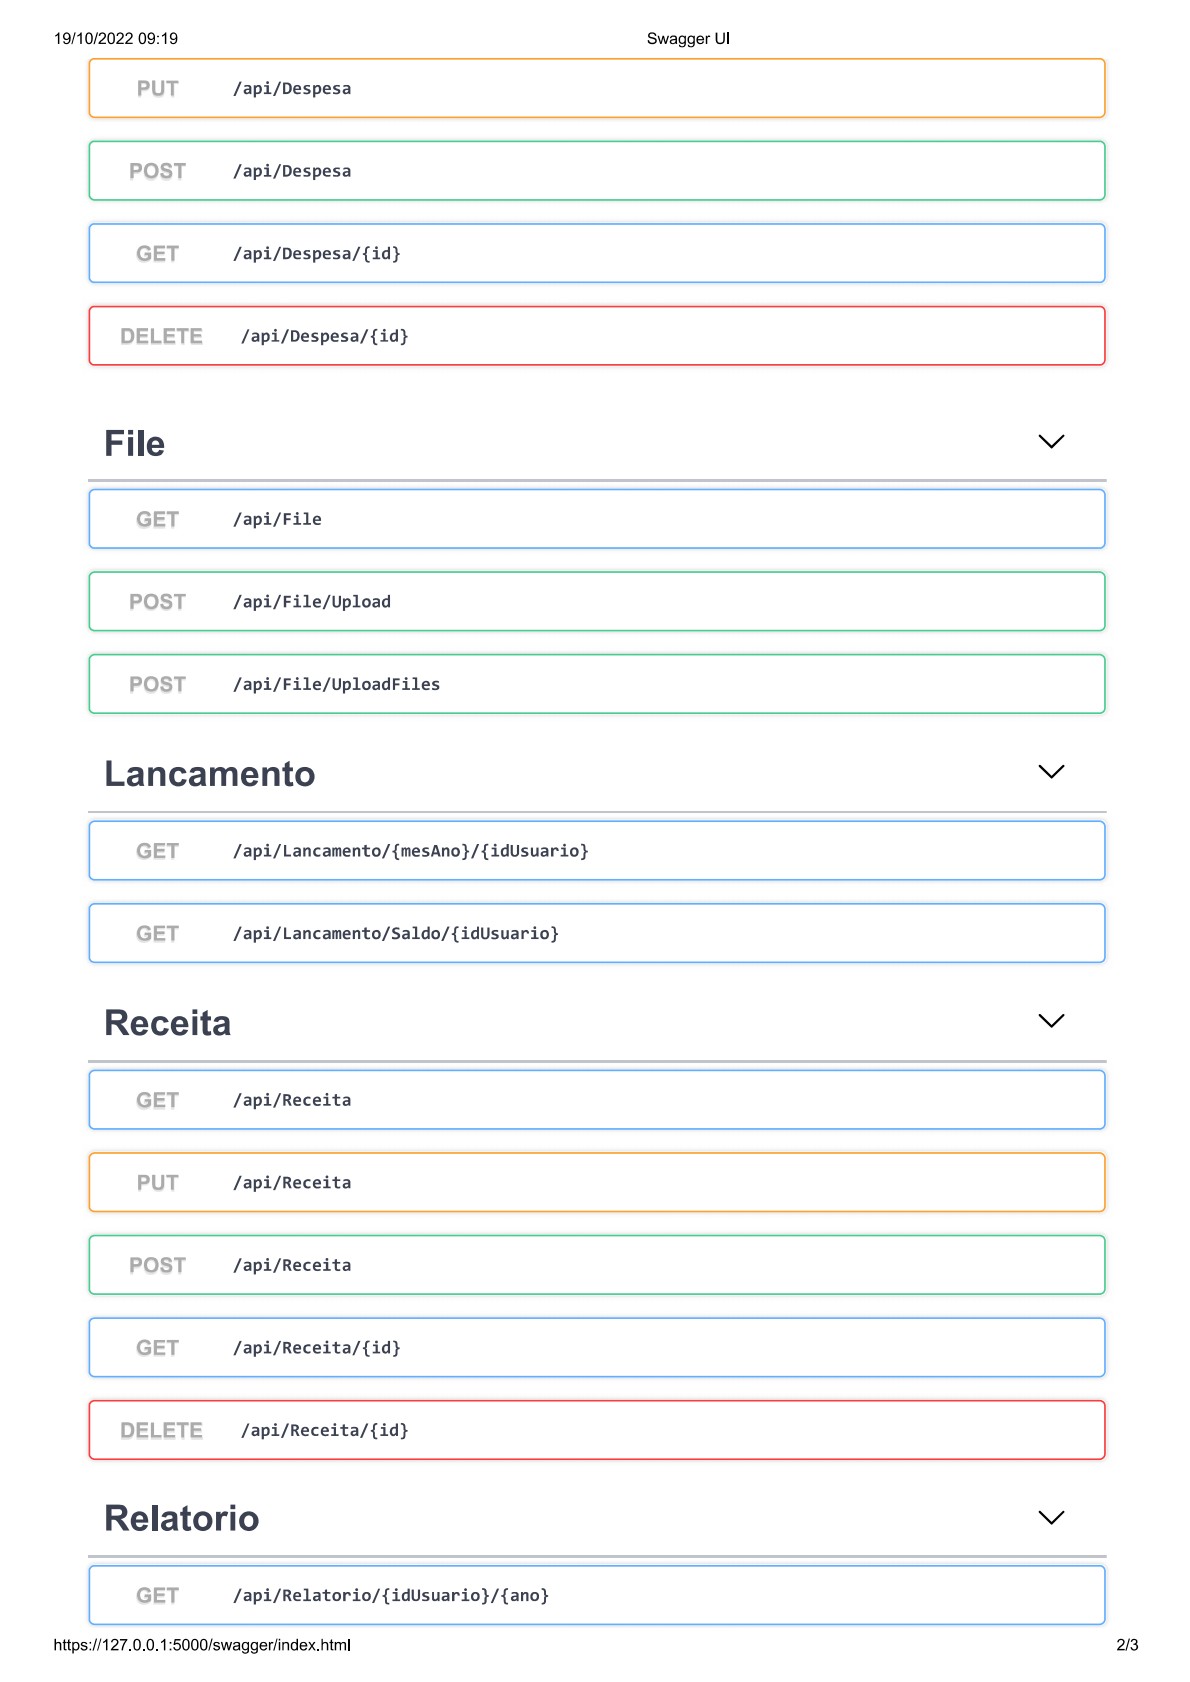 19/10/2022 09:19 Swagger UI
PUT /api/Despesa
POST /api/Despesa
GET /api/Despesa/{id}
DELETE /api/Despesa/{id}
File
GET /api/File
POST /api/File/Upload
POST /api/File/UploadFiles
Lancamento
GET /api/Lancamento/{mesAno}/{idUsuario}
GET /api/Lancamento/Saldo/{idUsuario}
Receita
GET /api/Receita
PUT /api/Receita
POST /api/Receita
GET /api/Receita/{id}
DELETE /api/Receita/{id}
Relatorio
GET /api/Relatorio/{idUsuario}/{ano}
https://127.0.0.1:5000/swagger/index.html 2/3